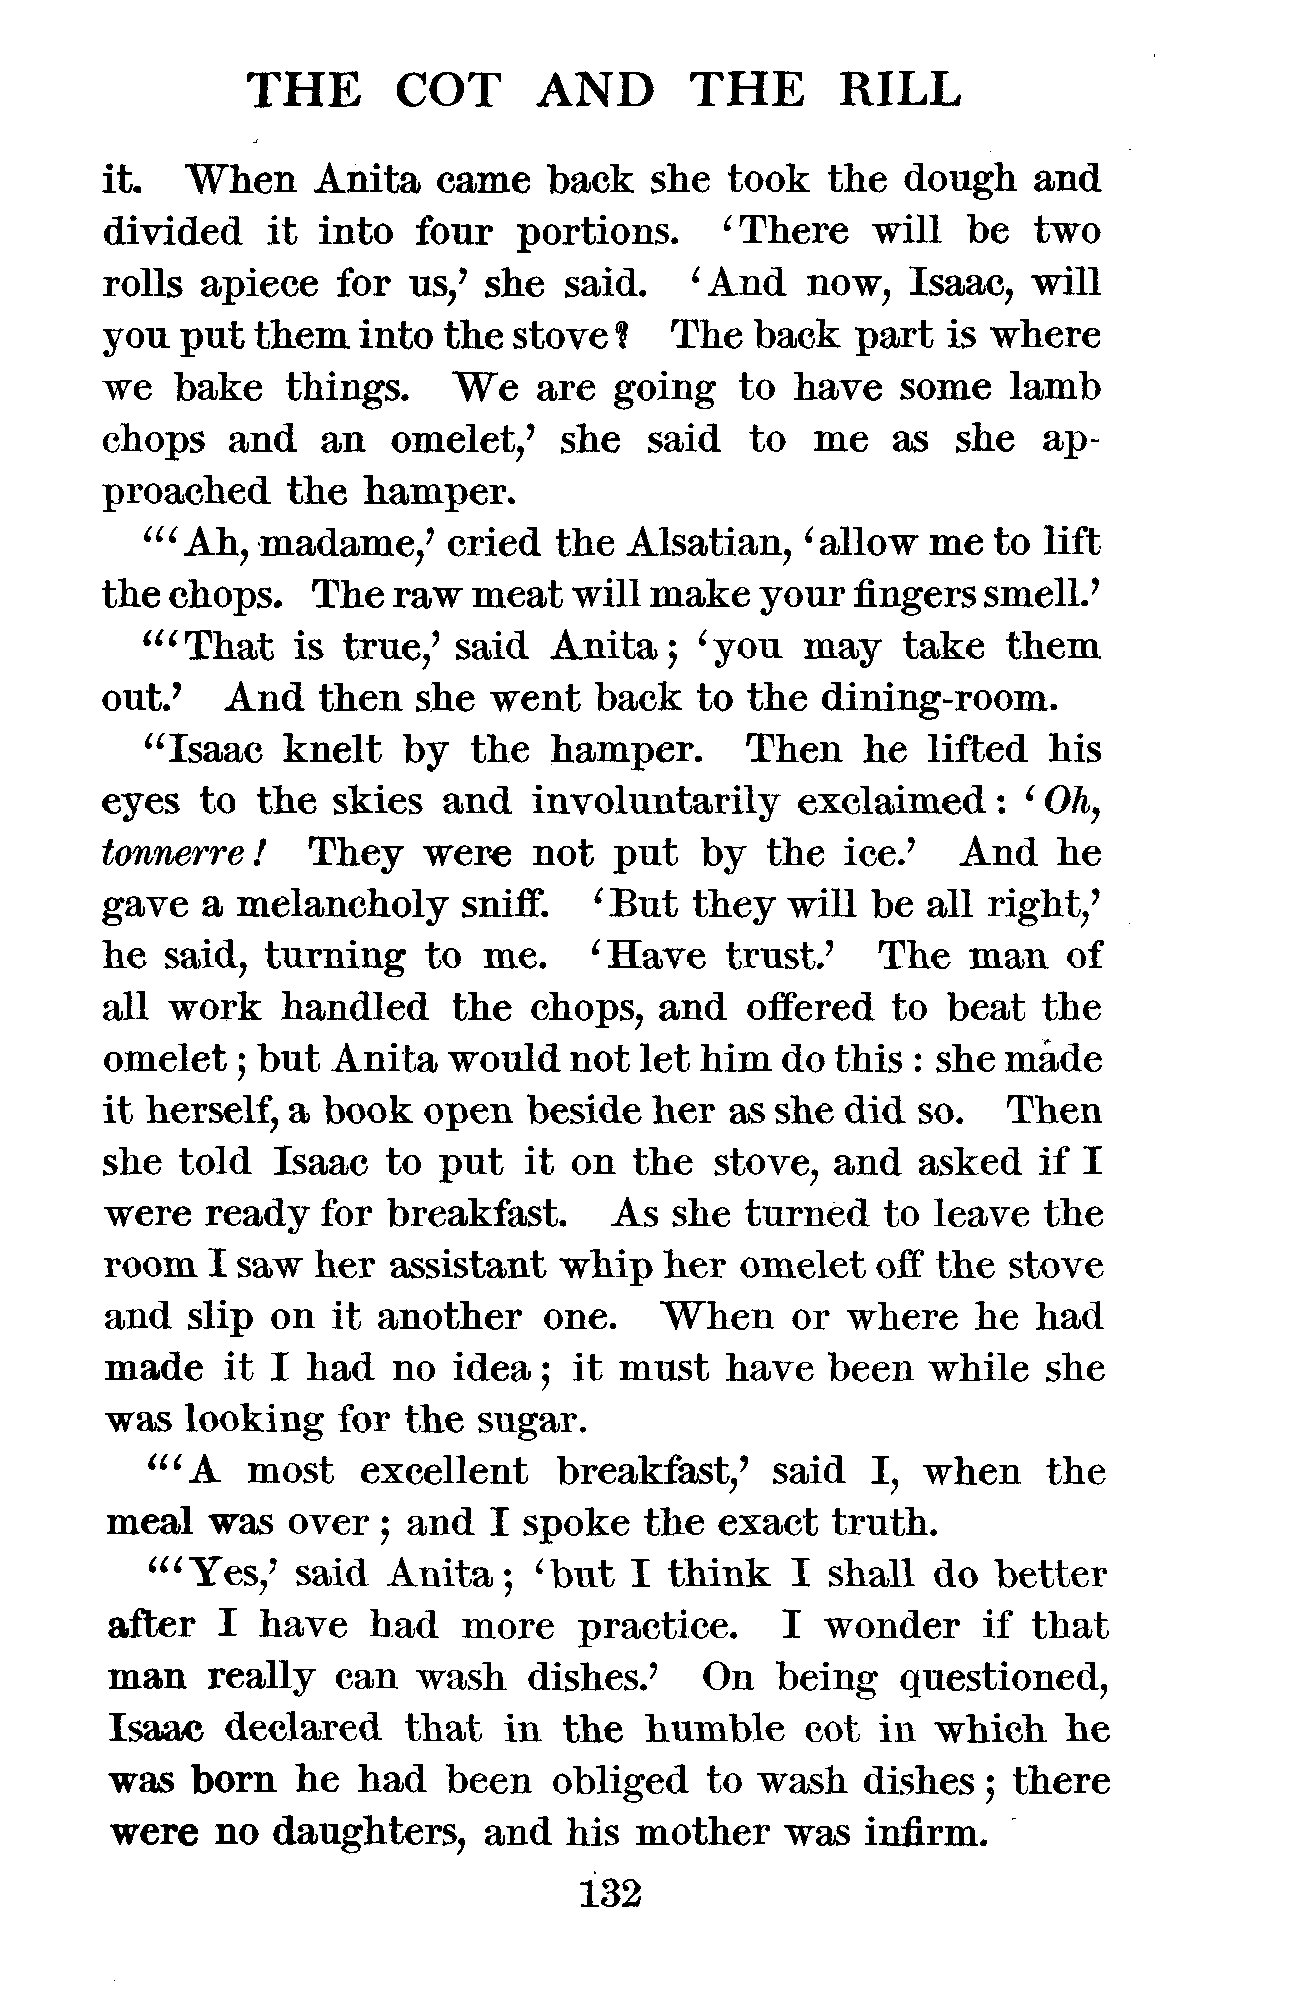 THE COT AND THE RILL
it. When Anita came back she took the dough and
divided it into four portions. ‘There will be two
rolls apiece for us,’ she said. ‘And now, Isaac, will
you put them into the stove? The back part is where
we bake things. We are going to have some lamb
chops and an omelet,’ she said to me as she ap-
proached the hamper.
“‘Ah, madame,’ cried the Alsatian, ‘allow me to lift
the chops. The raw meat will make your fingers smell.’
“‘That is true,’ said Anita; ‘you may take them
out.’ And then she went back to the dining-room.
“Isaac knelt by the hamper. Then he lifted his
eyes to the skies and involuntarily exclaimed: ‘Oh,
tonnerre! They were not put by the ice.’ And he
gave a melancholy sniff. ‘But they will be all right,’
he said, turning to me. ‘Have trust.’ The man of
all work handled the chops, and offered to beat the
omelet; but Anita would not let him do this: she made
it herself, a book open beside her as she did so. Then
she told Isaac to put it on the stove, and asked if I
were ready for breakfast. As she turned to leave the
room I saw her assistant whip her omelet off the stove
and slip on it another one. When or where he had
made it I had no idea; it must have been while she
was looking for the sugar.
“‘A most excellent breakfast,’ said I, when the
meal was over; and I spoke the exact truth.
“‘Yes,’ said Anita; ‘but I think I shall do better
after I have had more practice. I wonder if that
man really can wash dishes.’ On being questioned,
Isaac declared that in the humble cot in which he
was born he had been obliged to wash dishes; there
were no daughters, and his mother was infirm.
132